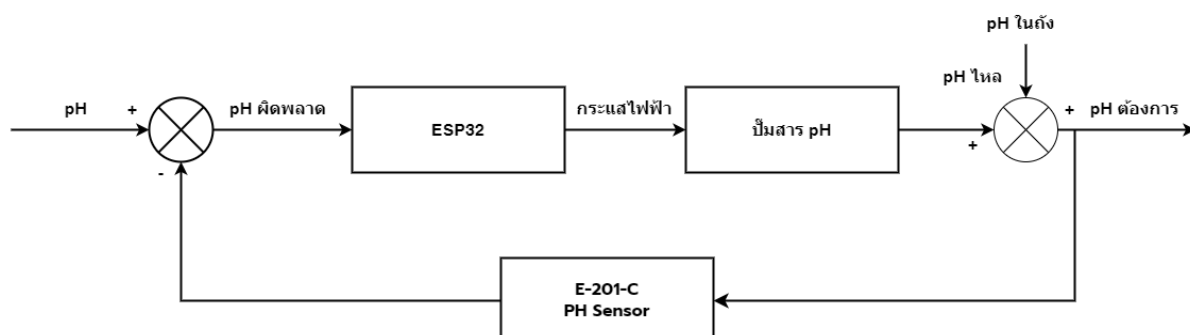 pH ในถัง
pH ไหล
pH
+
pH ผิดพลาด
ESP32
กระแสไฟฟ้า
ปั๊มสาร pH
+
+
pH ต้องการ
-
E-201-C
PH Sensor